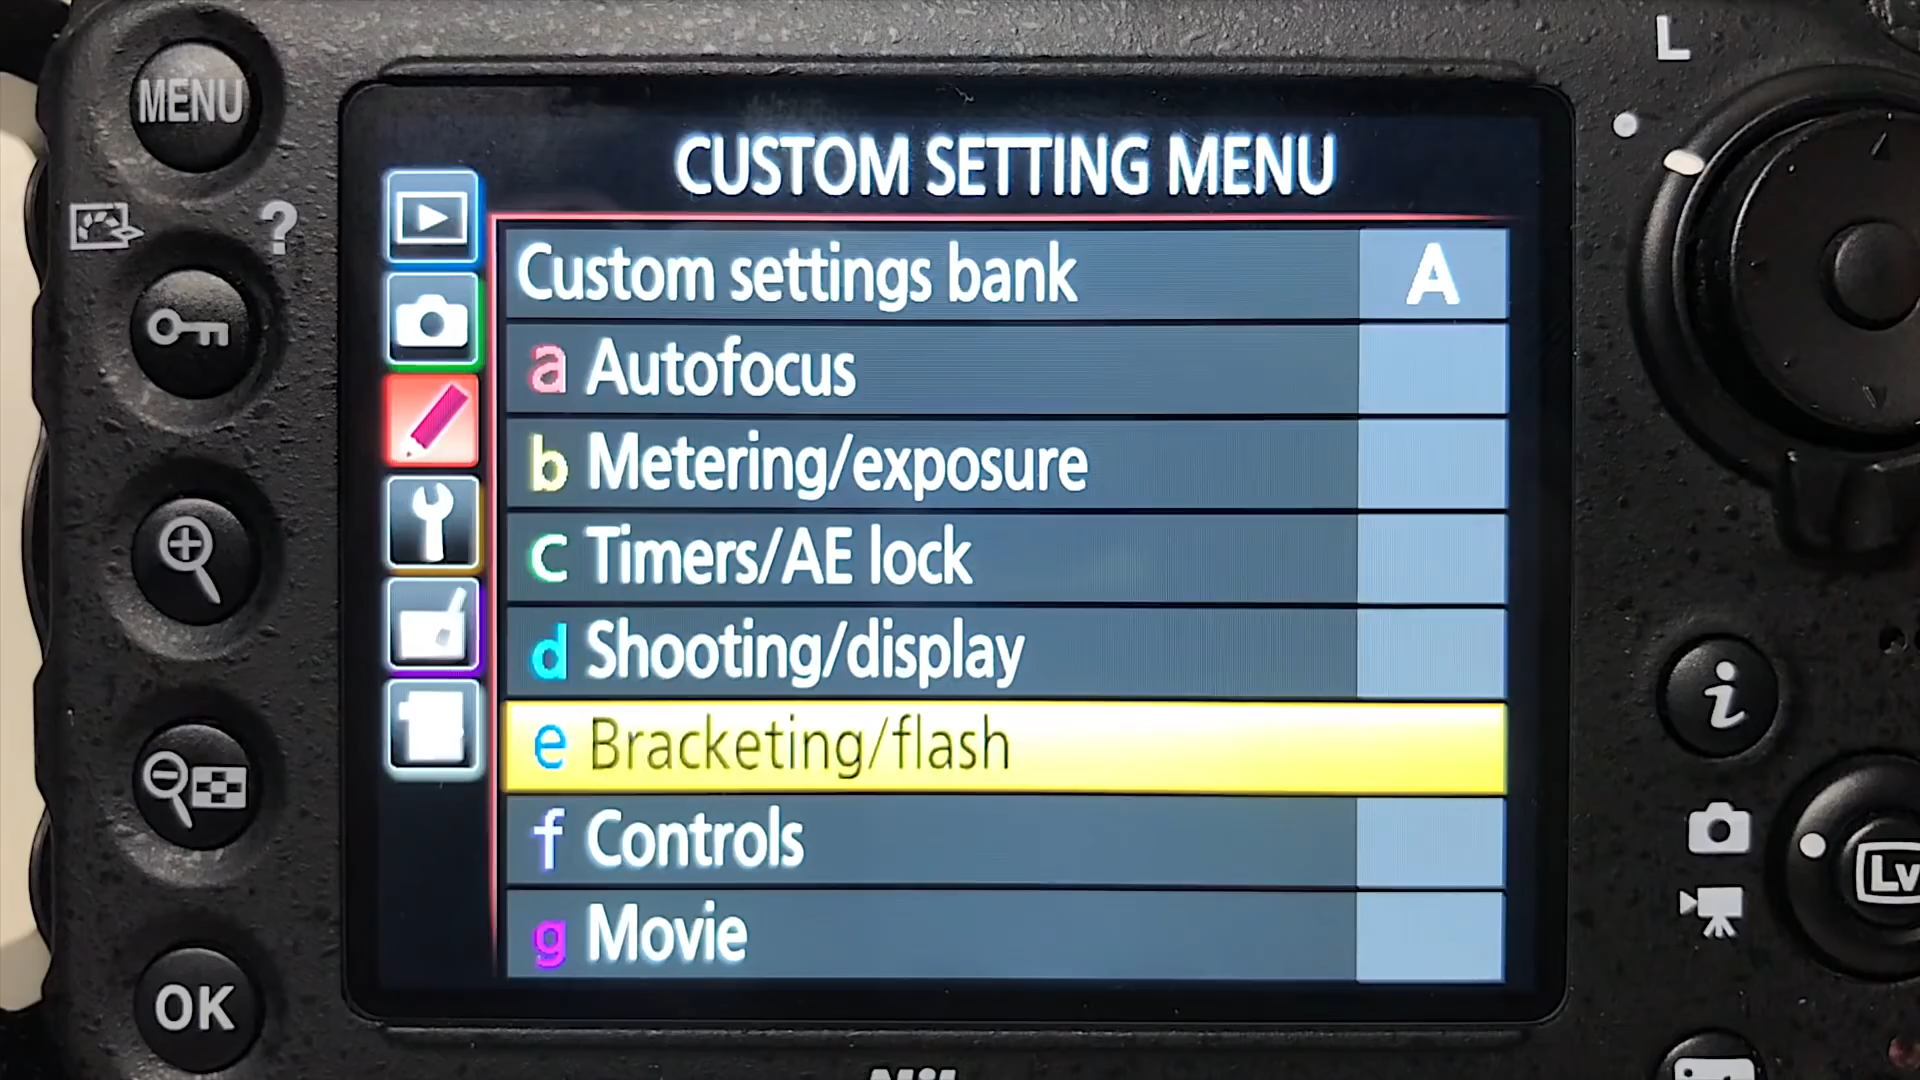 L
MENU
CUSTOM SETTING MENU
?
Custom settings bank A
a Autofocus
b Metering/exposure
c Timers/AE lock
d Shooting/display
e Bracketing/flash
f Controls
g Movie
i
Lv
OK